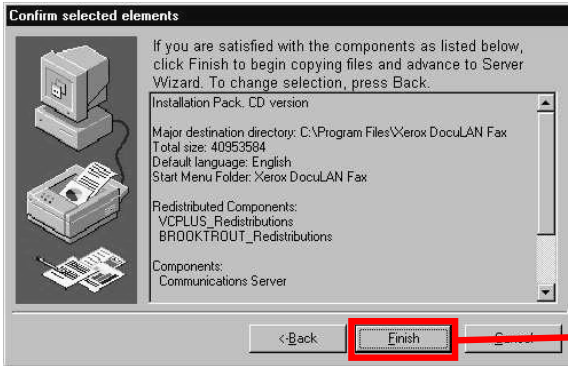 Confirm selected elements
If you are satisfied with the components as listed below,
click Finish to begin copying files and advance to Server
Wizard. To change selection, press Back.
Installation Pack. CD version
Major destination directory: C:\Program Files\Xerox DocuLAN Fax
Total size: 40953584
Default language: English
Start Menu Folder: Xerox DocuLAN Fax
Redistributed Components:
VCPLUS_Redistributions
BROOKTROUT_Redistributions
Components:
Communications Server
<-Back
Finish